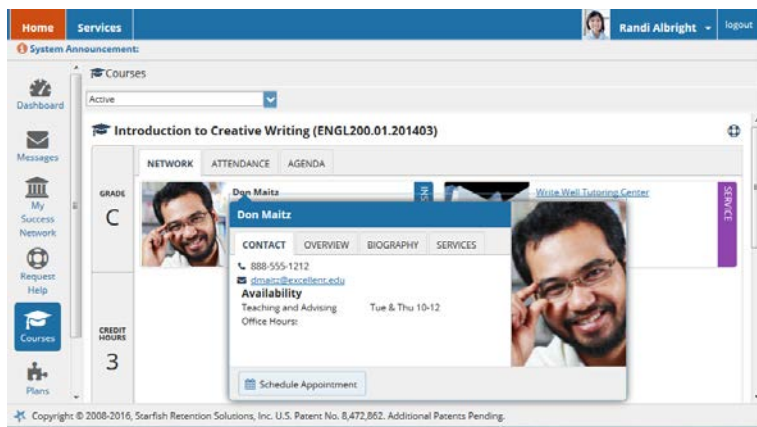 Home Services Randi Albright logout
System Announcement:
Courses
Active
Introduction to Creative Writing (ENGL200.01.201403)
NETWORK ATTENDANCE AGENDA
Dashboard
Messages
My
Success
Network
Request
Help
Courses
Plans
GRADE
C
CREDIT
HOURS
3
Don Maitz
INS
Write Well Tutoring Center
SERVICE
Don Maitz
CONTACT OVERVIEW BIOGRAPHY SERVICES
888-555-1212
dmaitz@excellent.edu
Availability
Teaching and Advising Tue & Thu 10-12
Office Hours:
Schedule Appointment
Copyright © 2008-2016, Starfish Retention Solutions, Inc. U.S. Patent No. 8,472,862. Additional Patents Pending.